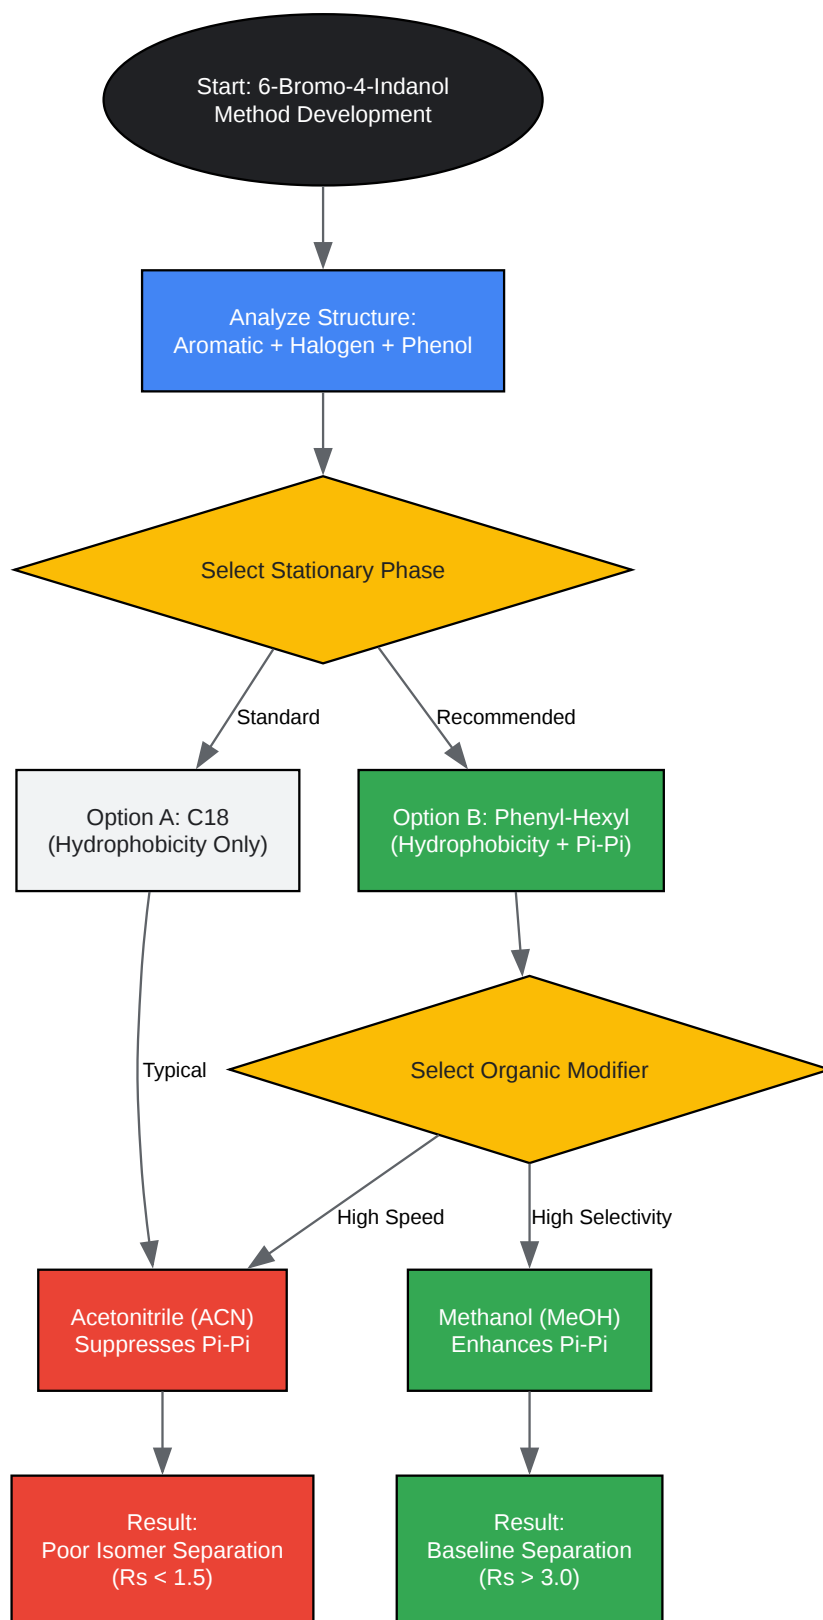 Start: 6-Bromo-4-Indanol
Method Development
Analyze Structure:
Aromatic + Halogen + Phenol
Select Stationary Phase
Standard
Recommended
Option A: C18
(Hydrophobicity Only)
Option B: Phenyl-Hexyl
(Hydrophobicity + Pi-Pi)
Typical
Select Organic Modifier
High Speed
High Selectivity
Acetonitrile (ACN)
Suppresses Pi-Pi
Methanol (MeOH)
Enhances Pi-Pi
Result:
Poor Isomer Separation
(Rs < 1.5)
Result:
Baseline Separation
(Rs > 3.0)